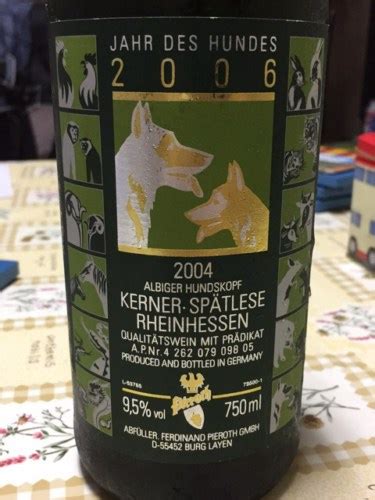 JAHR DES HUNDES
2006
2004
ALBIGER HUNDSKOPF
KERNER·SPÄTLESE
RHEINHESSEN
QUALITÄTSWEIN MIT PRÄDIKAT
A.P.Nr. 4 262 079 098 05
PRODUCED AND BOTTLED IN GERMANY
9,5% vol
Pieroth
750 ml
ABFÜLLER. FERDINAND PIEROTH GMBH
D-55452 BURG LAYEN